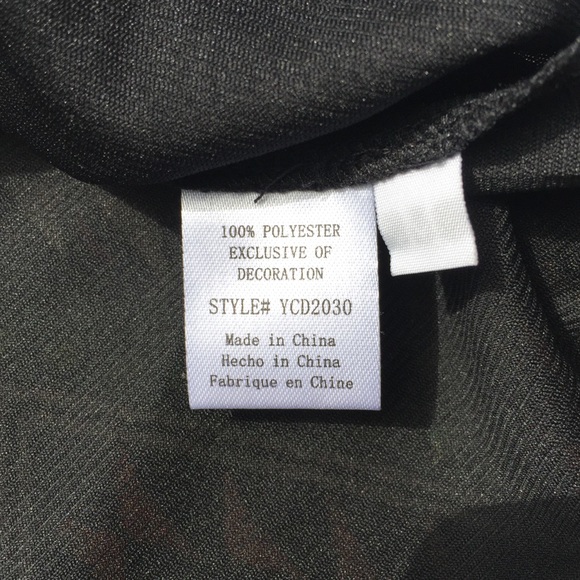 100% POLYESTER
EXCLUSIVE OF
DECORATION
STYLE# YCD2030
Made in China
Hecho in China
Fabrique en Chine